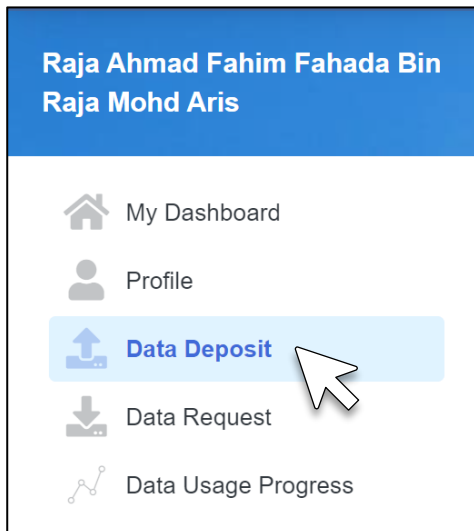 Raja Ahmad Fahim Fahada Bin
Raja Mohd Aris
My Dashboard
Profile
Data Deposit
Data Request
Data Usage Progress